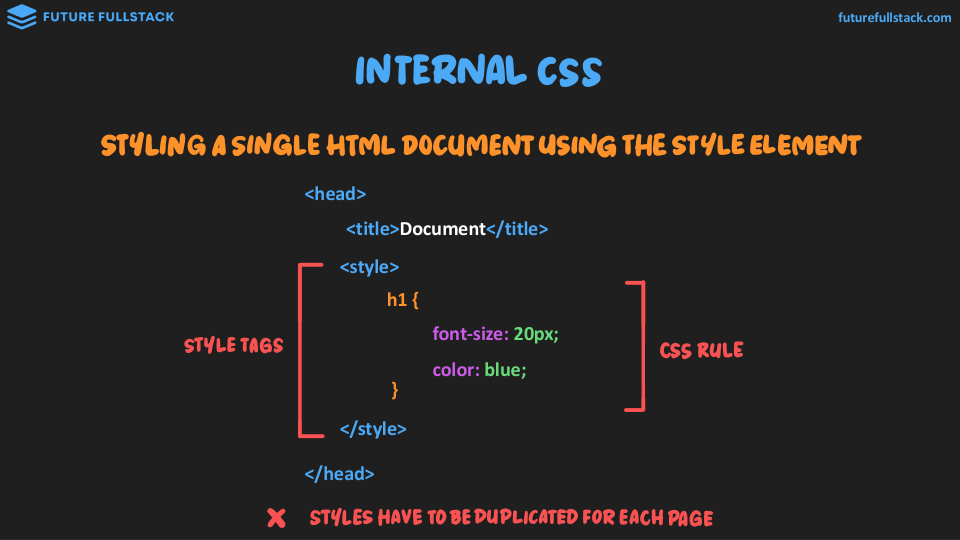 FUTURE FULLSTACK
futurefullstack.com
INTERNAL CSS
STYLING A SINGLE HTML DOCUMENT USING THE STYLE ELEMENT
<head>
<title>Document</title>
<style>
h1 {
font-size: 20px;
STYLE TAGS
CSS RULE
color: blue;
}
</style>
</head>
X STYLES HAVE TO BE DUPLICATED FOR EACH PAGE